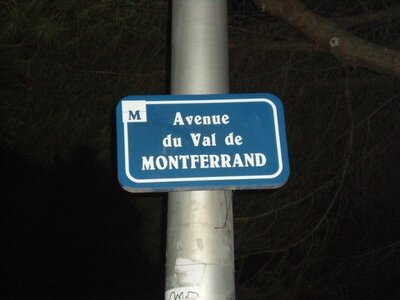 M
Avenue
du Val de
MONTFERRAND